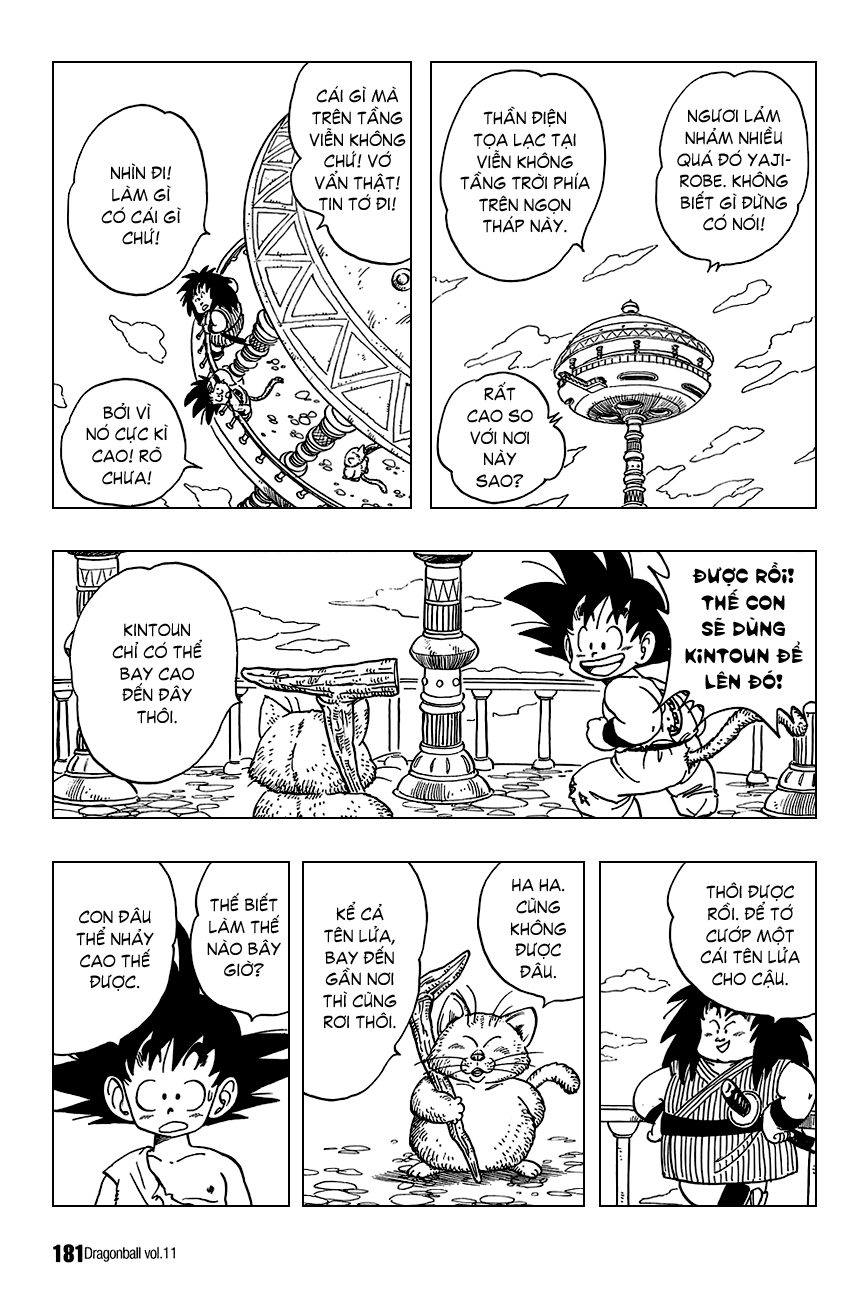 NGƯƠI LẢM
NHẢM NHIỀU
QUÁ ĐÓ YAJI-
ROBE. KHÔNG
BIẾT GÌ ĐỪNG
CÓ NÓI!
THẦN ĐIỆN
TỌA LẠC TẠI
VIỄN KHÔNG
TẦNG TRỜI PHÍA
TRÊN NGỌN
THÁP NÀY.
RẤT
CAO SO
VỚI NƠI
NÀY
SAO?
CÁI GÌ MÀ
TRÊN TẦNG
VIỄN KHÔNG
CHỨ! VỚ
VẨN THẬT!
TIN TỚ ĐI!
NHÌN ĐI!
LÀM GÌ
CÓ CÁI GÌ
CHỨ!
BỞI VÌ
NÓ CỰC KÌ
CAO! RÕ
CHƯA!
ĐƯỢC RỒI!
THẾ CON
SẼ DÙNG
KINTOUN ĐỂ
LÊN ĐÓ!
KINTOUN
CHỈ CÓ THỂ
BAY CAO
ĐẾN ĐÂY
THÔI.
THÔI ĐƯỢC
RỒI. ĐỂ TỚ
CƯỚP MỘT
CÁI TÊN LỬA
CHO CẬU.
HA HA.
CŨNG
KHÔNG
ĐƯỢC
ĐÂU.
KỂ CẢ
TÊN LỬA,
BAY ĐẾN
GẦN NƠI
THÌ CŨNG
RƠI THÔI.
THẾ BIẾT
LÀM THẾ
NÀO BÂY
GIỜ?
CON ĐÂU
THỂ NHẢY
CAO THẾ
ĐƯỢC.
181 Dragonball vol.11